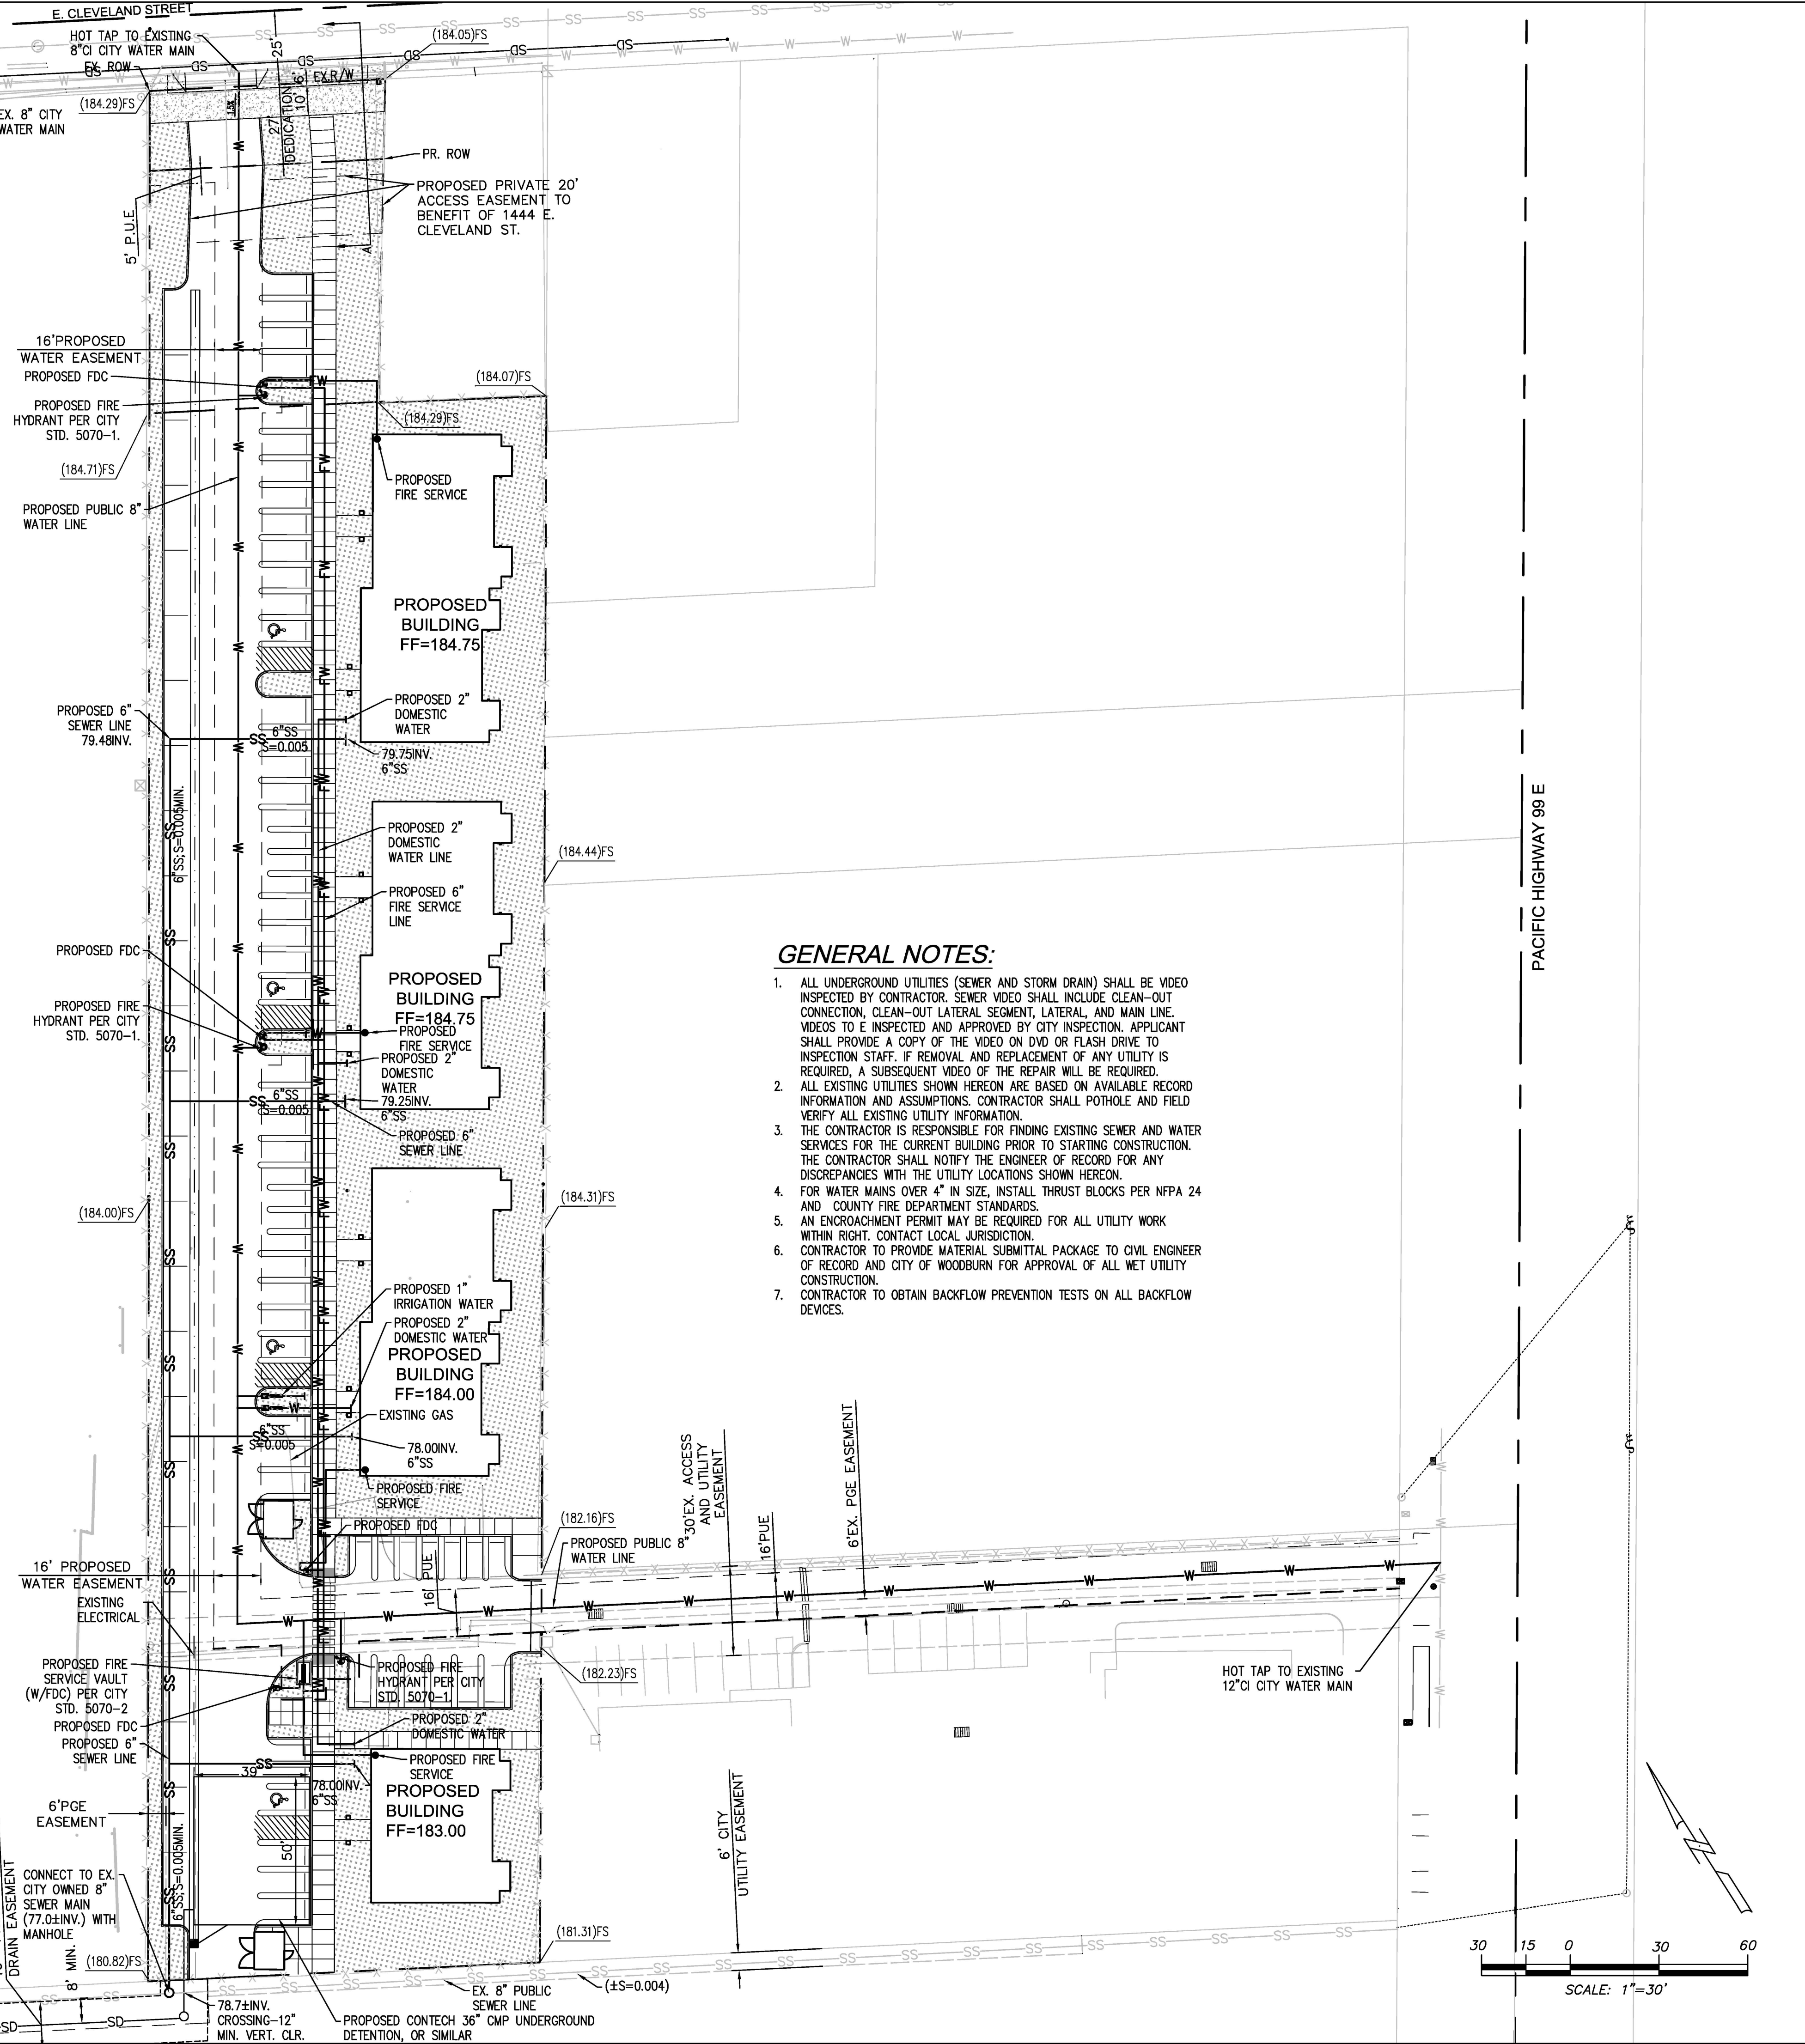 E. CLEVELAND STREET
HOT TAP TO EXISTING
8"CI CITY WATER MAIN
EX. ROW
(184.29)FS
EX. 8" CITY
WATER MAIN
25'
27'
DEDICATION
10'
6'
EX.R/W
1.5%
(184.05)FS
PR. ROW
PROPOSED PRIVATE 20'
ACCESS EASEMENT TO
BENEFIT OF 1444 E.
CLEVELAND ST.
A
5' P.U.E
16'PROPOSED
WATER EASEMENT
PROPOSED FDC
PROPOSED FIRE
HYDRANT PER CITY
STD. 5070-1.
(184.71)FS
PROPOSED PUBLIC 8"
WATER LINE
(184.07)FS
(184.29)FS
PROPOSED
FIRE SERVICE
PROPOSED
BUILDING
FF=184.75
PROPOSED 2"
DOMESTIC
WATER
PROPOSED 6"
SEWER LINE
79.48INV.
6"SS
S=0.005
79.75INV.
6"SS
6"SS, S=0.005MIN.
PROPOSED 2"
DOMESTIC
WATER LINE
(184.44)FS
PROPOSED 6"
FIRE SERVICE
LINE
PROPOSED FDC
PROPOSED
BUILDING
FF=184.75
PROPOSED FIRE
HYDRANT PER CITY
STD. 5070-1.
PROPOSED
FIRE SERVICE
PROPOSED 2"
DOMESTIC
WATER
79.25INV.
6"SS
6"SS
S=0.005
PROPOSED 6"
SEWER LINE
(184.00)FS
(184.31)FS
PROPOSED 1"
IRRIGATION WATER
PROPOSED 2"
DOMESTIC WATER
PROPOSED
BUILDING
FF=184.00
EXISTING GAS
6"SS
S=0.005
78.00INV.
6"SS
PROPOSED FIRE
SERVICE
PROPOSED FDC
(182.16)FS
PROPOSED PUBLIC 8"
WATER LINE
16' PUE
30'EX. ACCESS
AND UTILITY
EASEMENT
16'PUE
6'EX. PGE EASEMENT
16' PROPOSED
WATER EASEMENT
EXISTING
ELECTRICAL
PROPOSED FIRE
SERVICE VAULT
(W/FDC) PER CITY
STD. 5070-2
PROPOSED FDC
PROPOSED 6"
SEWER LINE
PROPOSED FIRE
HYDRANT PER CITY
STD. 5070-1.
(182.23)FS
HOT TAP TO EXISTING
12"CI CITY WATER MAIN
PROPOSED 2"
DOMESTIC WATER
PROPOSED FIRE
SERVICE
39'
78.00INV.
6"SS
PROPOSED
BUILDING
FF=183.00
50'
6'PGE
EASEMENT
6"SS, S=0.005MIN.
DRAIN EASEMENT
CONNECT TO EX.
CITY OWNED 8"
SEWER MAIN
(77.0±INV.) WITH
MANHOLE
8' MIN.
(180.82)FS
(181.31)FS
6' CITY
UTILITY EASEMENT
78.7±INV.
CROSSING-12"
MIN. VERT. CLR.
PROPOSED CONTECH 36" CMP UNDERGROUND
DETENTION, OR SIMILAR
EX. 8" PUBLIC
SEWER LINE
(±S=0.004)
PACIFIC HIGHWAY 99 E
GENERAL NOTES:
1. ALL UNDERGROUND UTILITIES (SEWER AND STORM DRAIN) SHALL BE VIDEO
INSPECTED BY CONTRACTOR. SEWER VIDEO SHALL INCLUDE CLEAN-OUT
CONNECTION, CLEAN-OUT LATERAL SEGMENT, LATERAL, AND MAIN LINE.
VIDEOS TO E INSPECTED AND APPROVED BY CITY INSPECTION. APPLICANT
SHALL PROVIDE A COPY OF THE VIDEO ON DVD OR FLASH DRIVE TO
INSPECTION STAFF. IF REMOVAL AND REPLACEMENT OF ANY UTILITY IS
REQUIRED, A SUBSEQUENT VIDEO OF THE REPAIR WILL BE REQUIRED.
2. ALL EXISTING UTILITIES SHOWN HEREON ARE BASED ON AVAILABLE RECORD
INFORMATION AND ASSUMPTIONS. CONTRACTOR SHALL POTHOLE AND FIELD
VERIFY ALL EXISTING UTILITY INFORMATION.
3. THE CONTRACTOR IS RESPONSIBLE FOR FINDING EXISTING SEWER AND WATER
SERVICES FOR THE CURRENT BUILDING PRIOR TO STARTING CONSTRUCTION.
THE CONTRACTOR SHALL NOTIFY THE ENGINEER OF RECORD FOR ANY
DISCREPANCIES WITH THE UTILITY LOCATIONS SHOWN HEREON.
4. FOR WATER MAINS OVER 4" IN SIZE, INSTALL THRUST BLOCKS PER NFPA 24
AND COUNTY FIRE DEPARTMENT STANDARDS.
5. AN ENCROACHMENT PERMIT MAY BE REQUIRED FOR ALL UTILITY WORK
WITHIN RIGHT. CONTACT LOCAL JURISDICTION.
6. CONTRACTOR TO PROVIDE MATERIAL SUBMITTAL PACKAGE TO CIVIL ENGINEER
OF RECORD AND CITY OF WOODBURN FOR APPROVAL OF ALL WET UTILITY
CONSTRUCTION.
7. CONTRACTOR TO OBTAIN BACKFLOW PREVENTION TESTS ON ALL BACKFLOW
DEVICES.
30 15 0 30 60
SCALE: 1"=30'